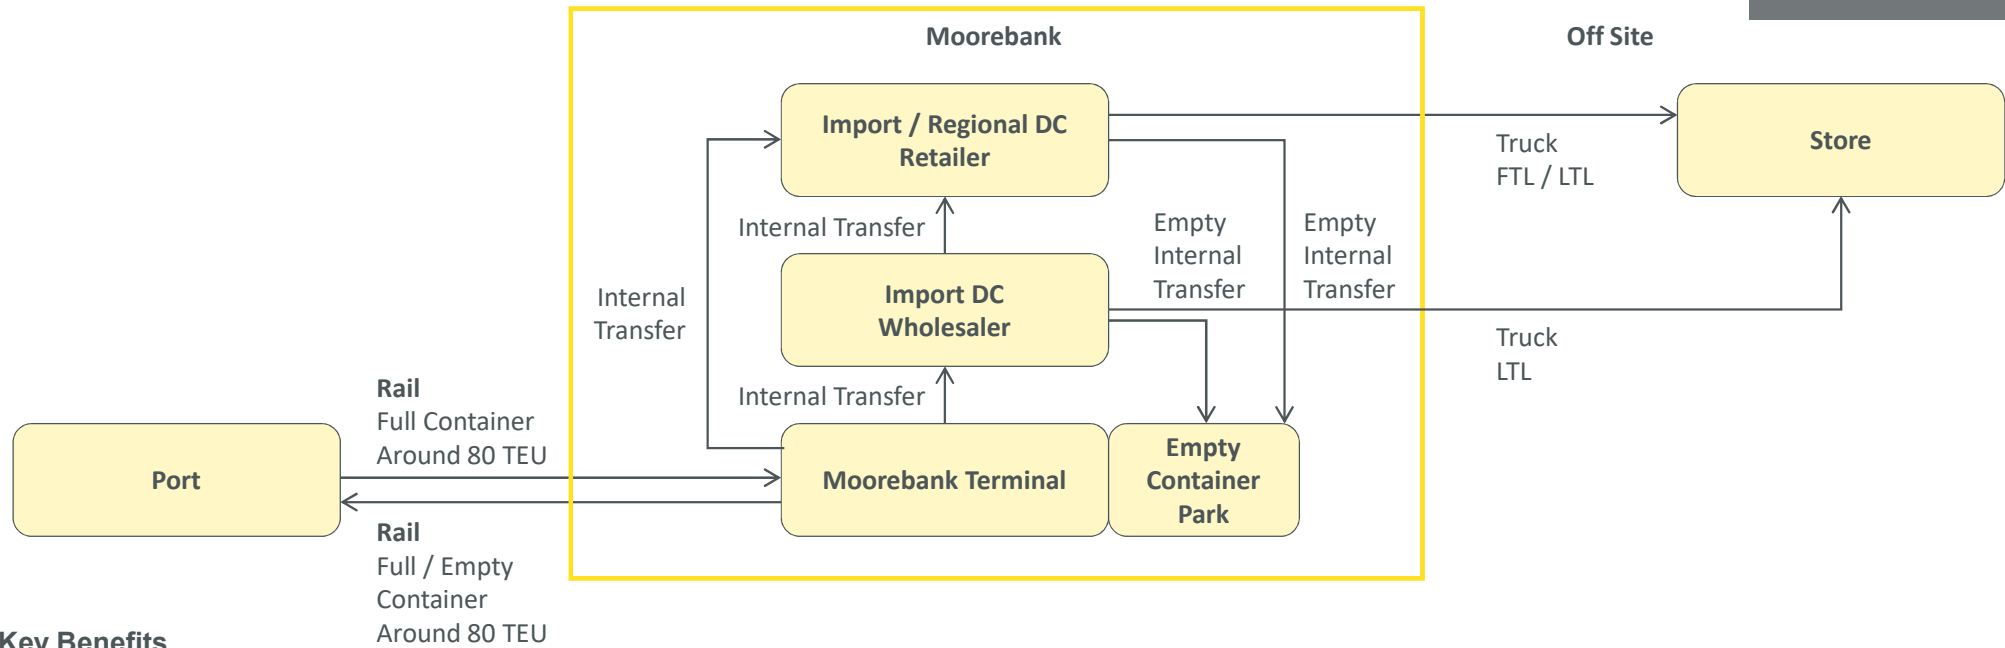 Moorebank
Off Site
Import / Regional DC
Retailer
Truck
FTL / LTL
Store
Internal Transfer
Empty
Internal
Transfer
Empty
Internal
Transfer
Internal
Transfer
Import DC
Wholesaler
Truck
LTL
Internal Transfer
Rail
Full Container
Around 80 TEU
Port
Moorebank Terminal
Empty
Container
Park
Rail
Full / Empty
Container
Around 80 TEU
Key Benefits